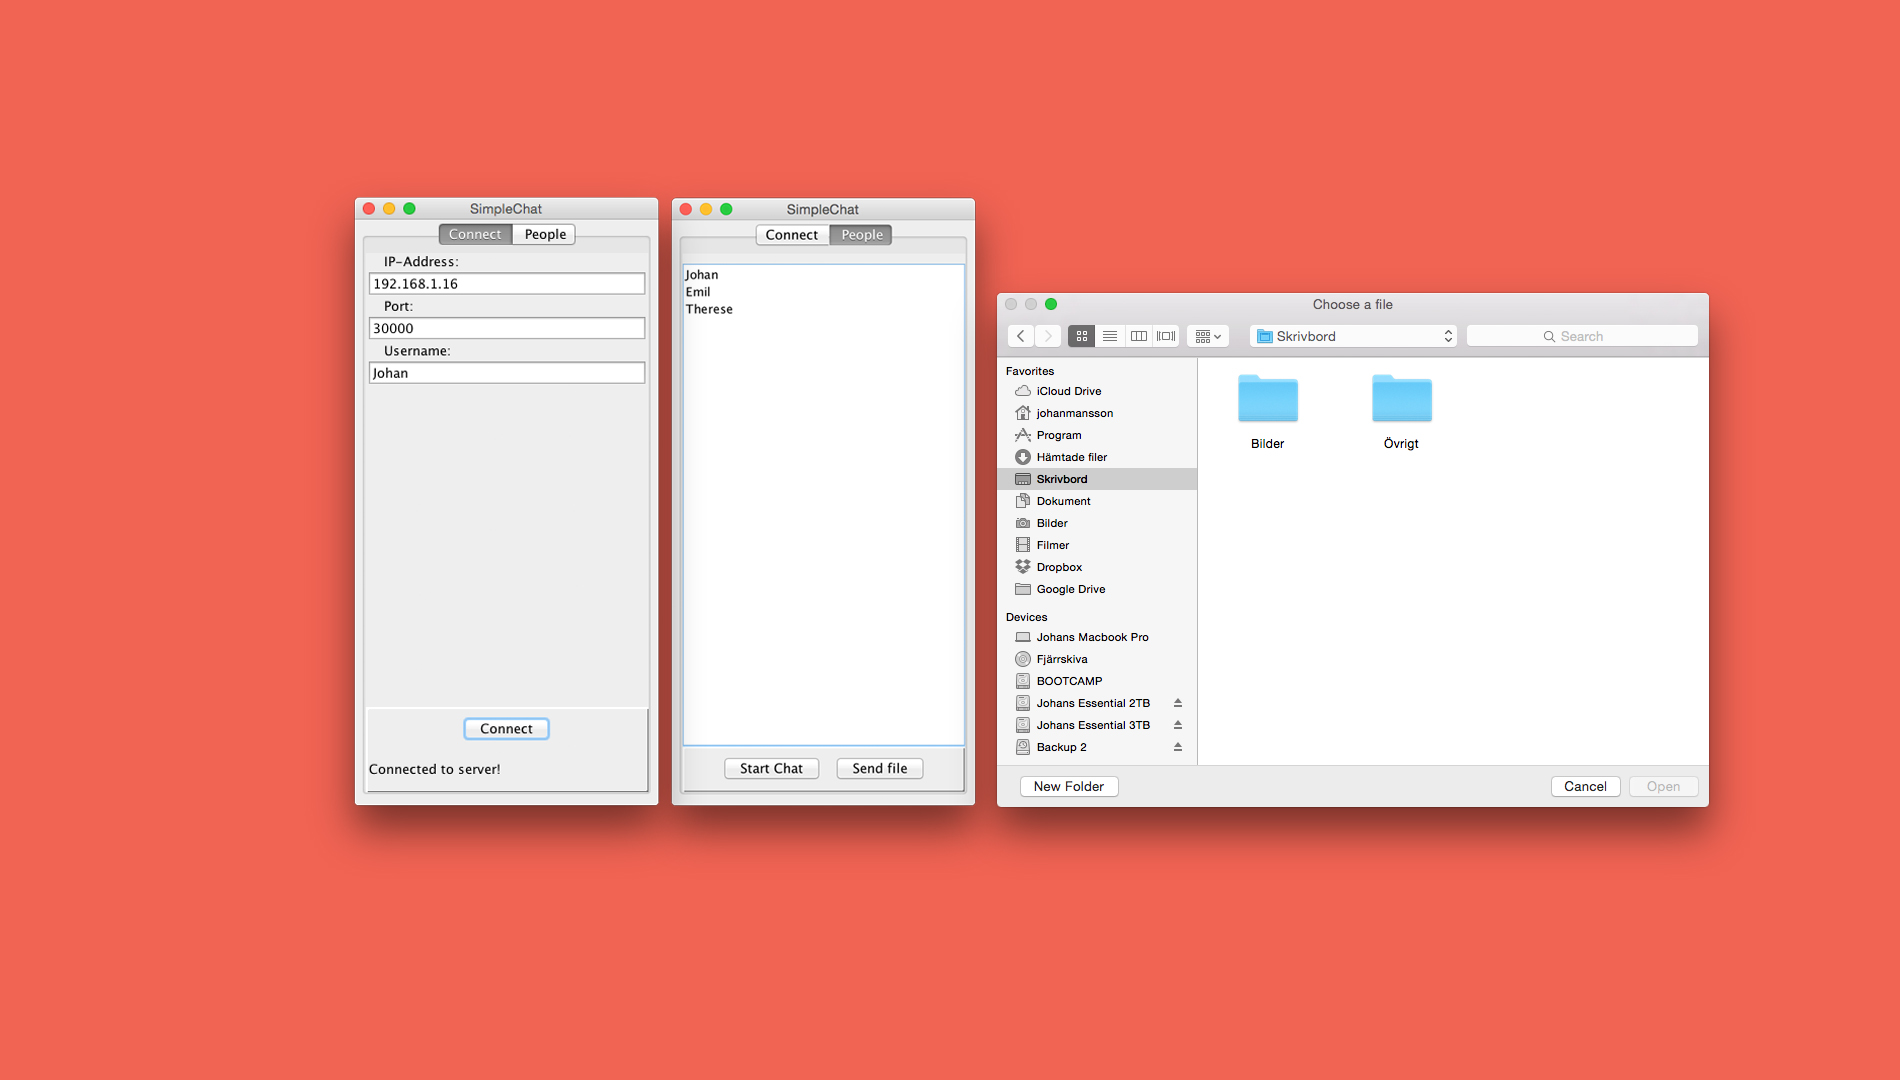 SimpleChat
Connect People
IP-Address:
192.168.1.16
Port:
30000
Username:
Johan
Connect
Connected to server!
SimpleChat
Connect People
Johan
Emil
Therese
Start Chat Send file
Choose a file
Skrivbord Search
Favorites
iCloud Drive
johanmansson
Program
Hämtade filer
Skrivbord
Dokument
Bilder
Filmer
Dropbox
Google Drive
Devices
Johans Macbook Pro
Fjärrskiva
BOOTCAMP
Johans Essential 2TB
Johans Essential 3TB
Backup 2
Bilder Övrigt
New Folder Cancel Open